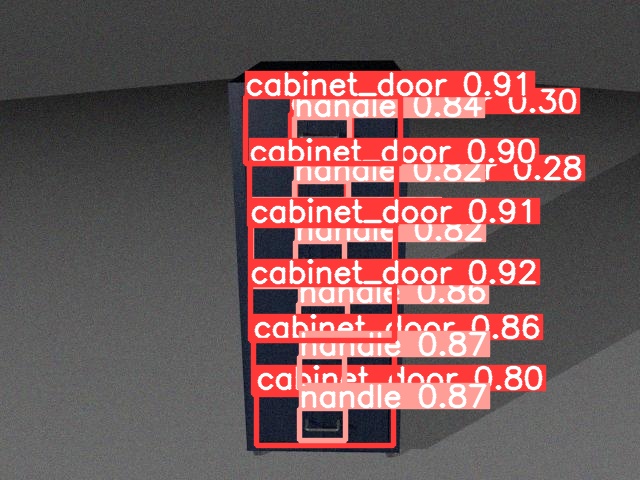 cabinet_door 0.91
handle 0.84 0.30
cabinet_door 0.90
handle 0.82 0.28
cabinet_door 0.91
handle 0.82
cabinet_door 0.92
handle 0.86
cabinet_door 0.86
handle 0.87
cabinet_door 0.80
handle 0.87